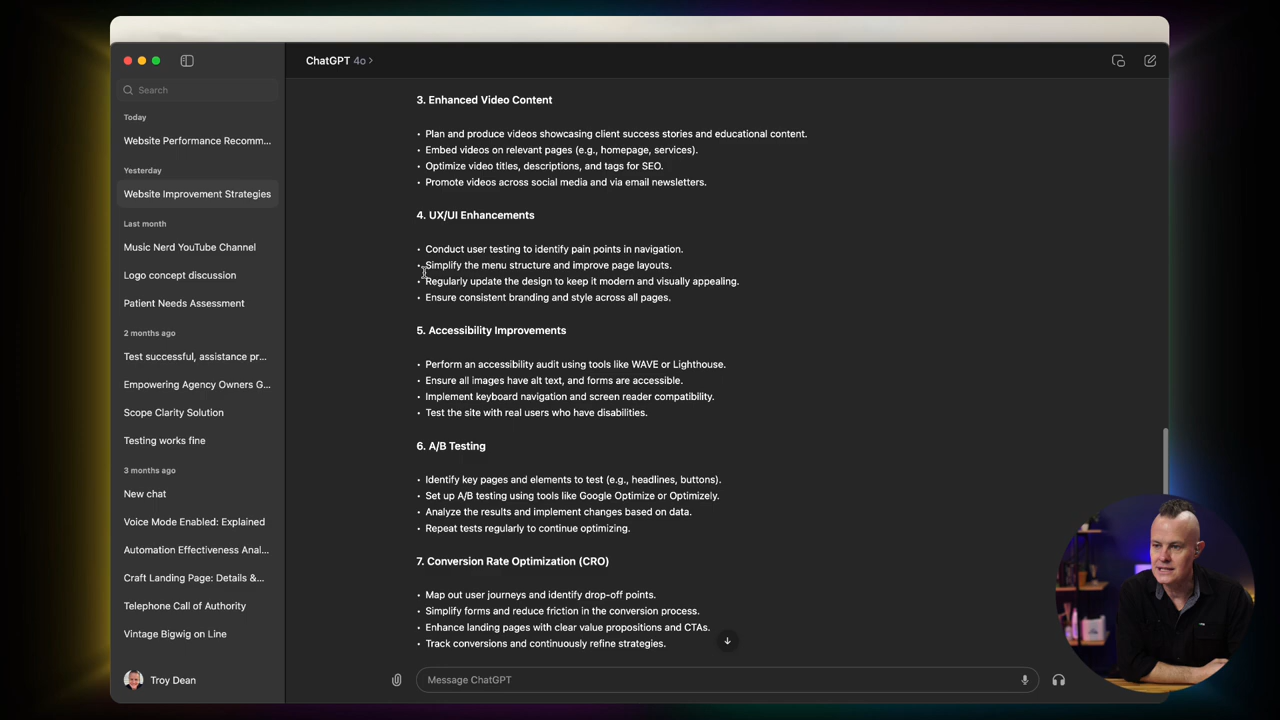 ChatGPT 4o >
Search
Today
Website Performance Recomm...
Yesterday
Website Improvement Strategies
Last month
Music Nerd YouTube Channel
Logo concept discussion
Patient Needs Assessment
2 months ago
Test successful, assistance pr...
Empowering Agency Owners G...
Scope Clarity Solution
Testing works fine
3 months ago
New chat
Voice Mode Enabled: Explained
Automation Effectiveness Anal...
Craft Landing Page: Details &...
Telephone Call of Authority
Vintage Bigwig on Line
Troy Dean
3. Enhanced Video Content
• Plan and produce videos showcasing client success stories and educational content.
• Embed videos on relevant pages (e.g., homepage, services).
• Optimize video titles, descriptions, and tags for SEO.
• Promote videos across social media and via email newsletters.
4. UX/UI Enhancements
• Conduct user testing to identify pain points in navigation.
• Simplify the menu structure and improve page layouts.
• Regularly update the design to keep it modern and visually appealing.
• Ensure consistent branding and style across all pages.
5. Accessibility Improvements
• Perform an accessibility audit using tools like WAVE or Lighthouse.
• Ensure all images have alt text, and forms are accessible.
• Implement keyboard navigation and screen reader compatibility.
• Test the site with real users who have disabilities.
6. A/B Testing
• Identify key pages and elements to test (e.g., headlines, buttons).
• Set up A/B testing using tools like Google Optimize or Optimizely.
• Analyze the results and implement changes based on data.
• Repeat tests regularly to continue optimizing.
7. Conversion Rate Optimization (CRO)
• Map out user journeys and identify drop-off points.
• Simplify forms and reduce friction in the conversion process.
• Enhance landing pages with clear value propositions and CTAs.
• Track conversions and continuously refine strategies.
Message ChatGPT